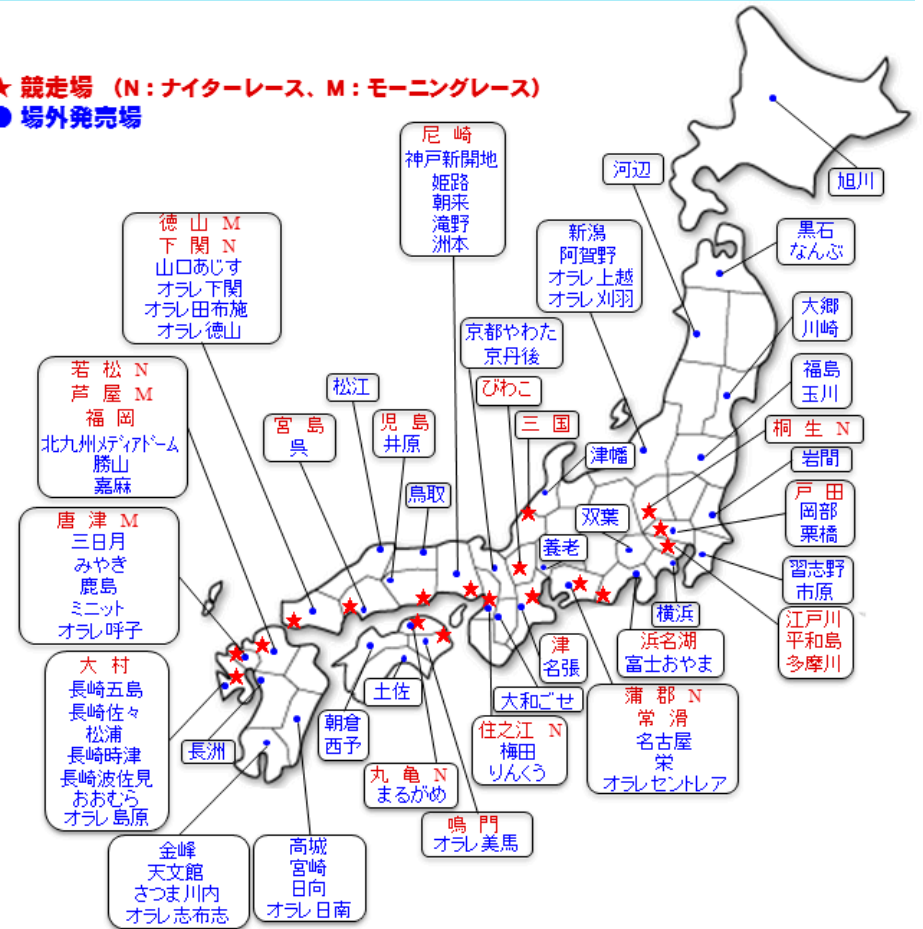 ★ 競走場 （N：ナイターレース、M：モーニングレース）
● 場外発売場
尼崎
神戸新開地
姫路
朝来
滝野
洲本
河辺
旭川
徳山 M
下関 N
山口あじす
オラレ下関
オラレ田布施
オラレ徳山
新潟
阿賀野
オラレ上越
オラレ刈羽
黒石
なんぶ
大郷
川崎
京都やわた
京丹後
若松 N
芦屋 M
福岡
北九州メディアドーム
勝山
嘉麻
松江
びわこ
福島
玉川
宮島
呉
児島
井原
三国
桐生 N
津幡
岩間
鳥取
戸田
岡部
栗橋
唐津 M
三日月
みやき
鹿島
ミニット
オラレ呼子
双葉
養老
習志野
市原
横浜
江戸川
平和島
多摩川
津
名張
浜名湖
富士おやま
大村
長崎五島
長崎佐々
松浦
長崎時津
長崎波佐見
おおむら
オラレ島原
土佐
大和ごせ
蒲郡 N
常滑
名古屋
栄
オラレセントレア
長洲
朝倉
西予
住之江 N
梅田
りんくう
丸亀 N
まるがめ
鳴門
オラレ美馬
金峰
天文館
さつま川内
オラレ志布志
高城
宮崎
日向
オラレ日南